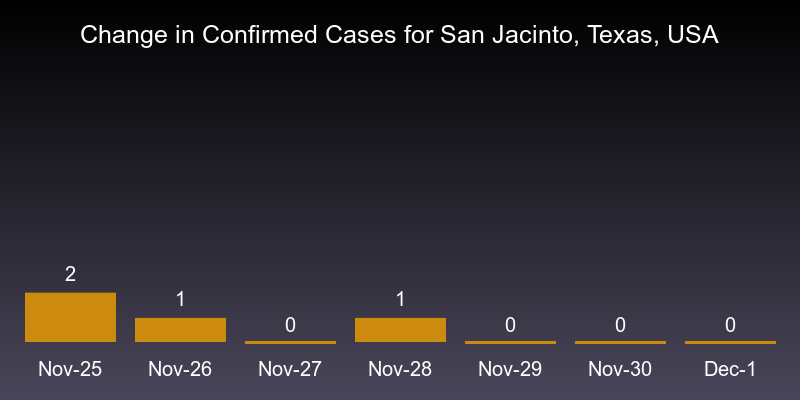 Change in Confirmed Cases for San Jacinto, Texas, USA
2
1
0
1
0
0
0
Nov-25
Nov-26
Nov-27
Nov-28
Nov-29
Nov-30
Dec-1